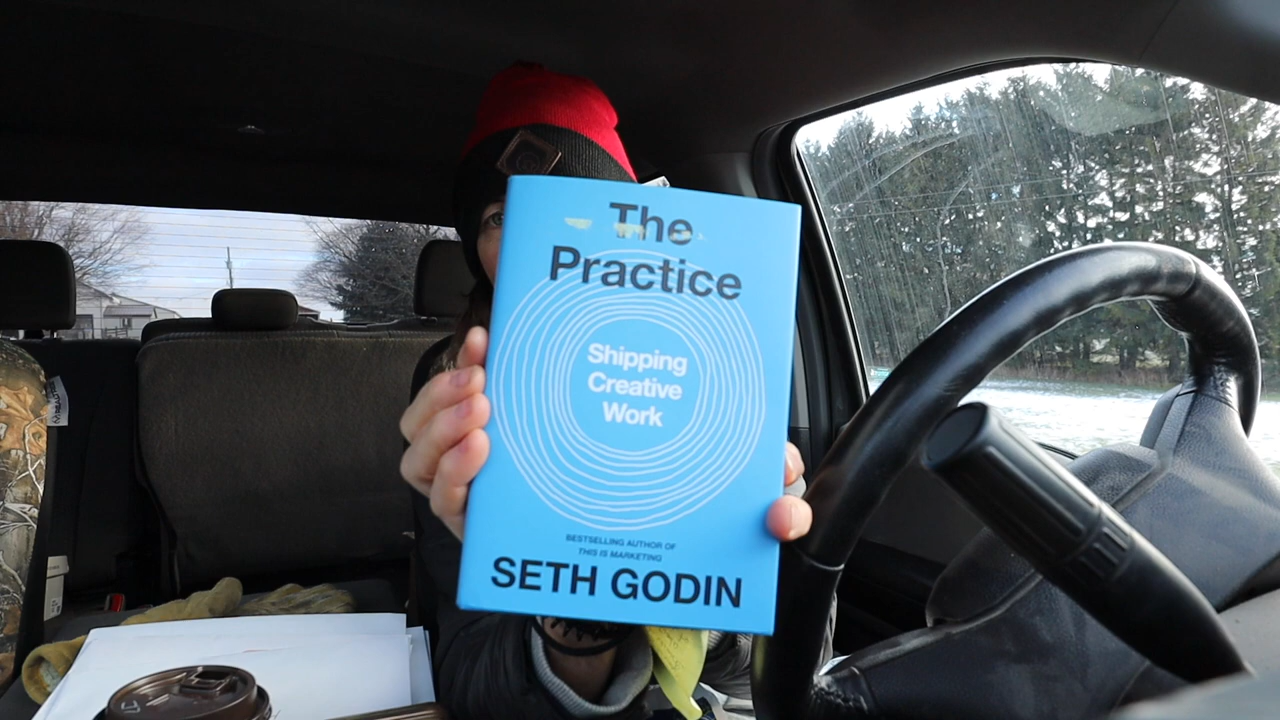 The
Practice
Shipping
Creative
Work
BESTSELLING AUTHOR OF
THIS IS MARKETING
SETH GODIN